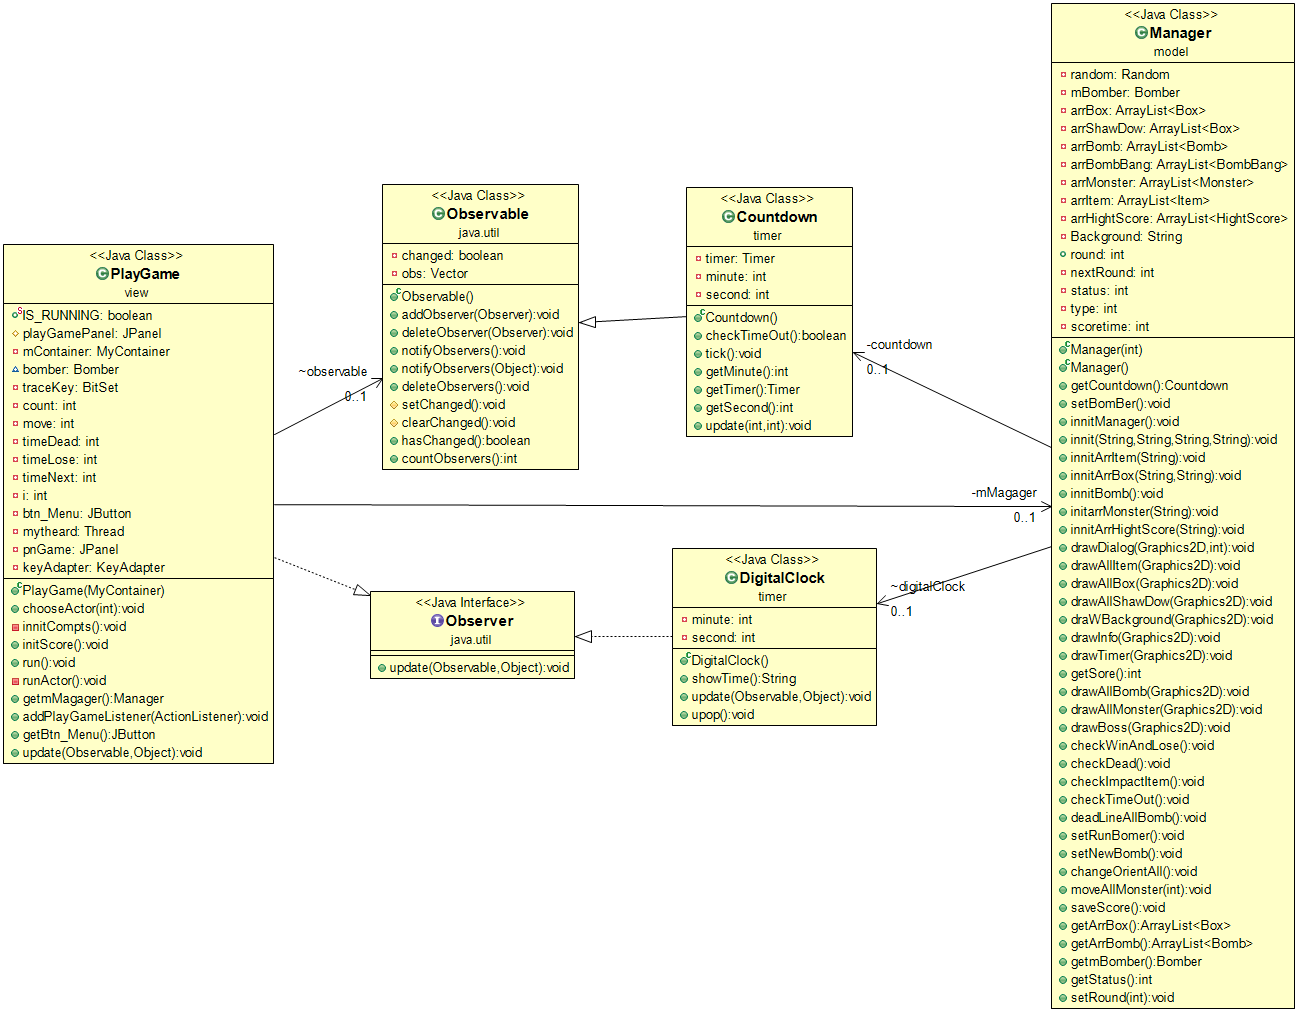 <<Java Class>>
PlayGame
view
IS_RUNNING: boolean
playGamePanel: JPanel
mContainer: MyContainer
bomber: Bomber
traceKey: BitSet
count: int
move: int
timeDead: int
timeLose: int
timeNext: int
i: int
btn_Menu: JButton
mytheard: Thread
pnGame: JPanel
keyAdapter: KeyAdapter
PlayGame(MyContainer)
chooseActor(int):void
innitCompts():void
initScore():void
run():void
runActor():void
getmMagager():Manager
addPlayGameListener(ActionListener):void
getBtn_Menu():JButton
update(Observable,Object):void
~observable
0..1
<<Java Class>>
Observable
java.util
changed: boolean
obs: Vector
Observable()
addObserver(Observer):void
deleteObserver(Observer):void
notifyObservers():void
notifyObservers(Object):void
deleteObservers():void
setChanged():void
clearChanged():void
hasChanged():boolean
countObservers():int
<<Java Interface>>
Observer
java.util
update(Observable,Object):void
<<Java Class>>
Countdown
timer
timer: Timer
minute: int
second: int
Countdown()
checkTimeOut():boolean
tick():void
getMinute():int
getTimer():Timer
getSecond():int
update(int,int):void
-countdown
0..1
-mMagager
0..1
<<Java Class>>
DigitalClock
timer
minute: int
second: int
DigitalClock()
showTime():String
update(Observable,Object):void
upop():void
~digitalClock
0..1
<<Java Class>>
Manager
model
random: Random
mBomber: Bomber
arrBox: ArrayList<Box>
arrShawDow: ArrayList<Box>
arrBomb: ArrayList<Bomb>
arrBombBang: ArrayList<BombBang>
arrMonster: ArrayList<Monster>
arrItem: ArrayList<Item>
arrHightScore: ArrayList<HightScore>
Background: String
round: int
nextRound: int
status: int
type: int
scoretime: int
Manager(int)
Manager()
getCountdown():Countdown
setBomBer():void
innitManager():void
innit(String,String,String,String):void
innitArrItem(String):void
innitArrBox(String,String):void
innitBomb():void
initarrMonster(String):void
innitArrHightScore(String):void
drawDialog(Graphics2D,int):void
drawAllItem(Graphics2D):void
drawAllBox(Graphics2D):void
drawAllShawDow(Graphics2D):void
draWBackground(Graphics2D):void
drawInfo(Graphics2D):void
drawTimer(Graphics2D):void
getSore():int
drawAllBomb(Graphics2D):void
drawAllMonster(Graphics2D):void
drawBoss(Graphics2D):void
checkWinAndLose():void
checkDead():void
checkImpactItem():void
checkTimeOut():void
deadLineAllBomb():void
setRunBomer():void
setNewBomb():void
changeOrientAll():void
moveAllMonster(int):void
saveScore():void
getArrBox():ArrayList<Box>
getArrBomb():ArrayList<Bomb>
getmBomber():Bomber
getStatus():int
setRound(int):void